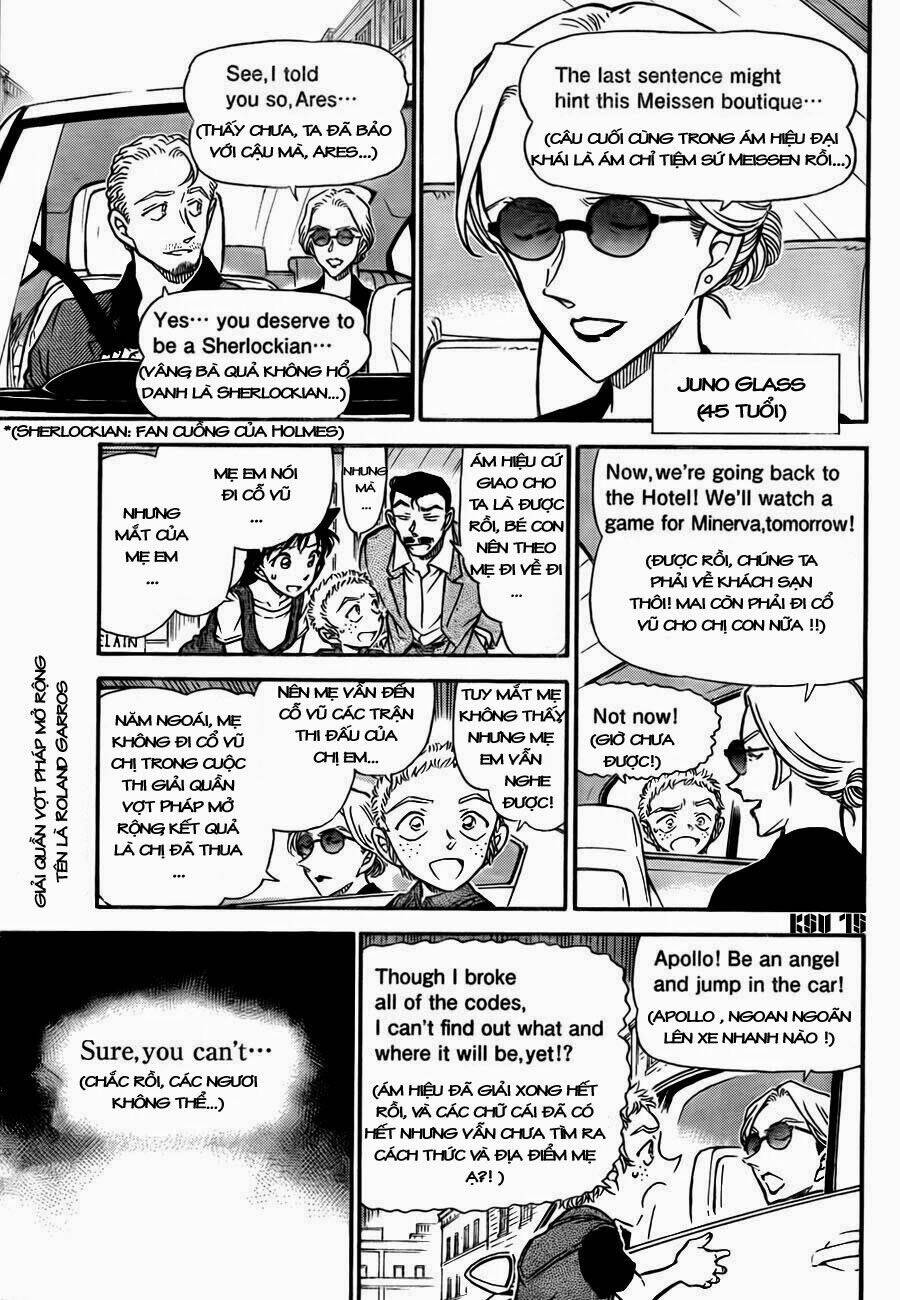 The last sentence might
hint this Meissen boutique...
(CÂU CUỐI CÙNG TRONG ÁM HIỆU ĐẠI
KHÁI LÀ ÁM CHỈ TIỆM SỨ MEISSEN RỒI...)
JUNO GLASS
(45 TUỔI)
See, I told
you so, Ares...
(THẤY CHƯA, TA ĐÃ BẢO
VỚI CẬU MÀ, ARES...)
Yes... you deserve to
be a Sherlockian...
(VÂNG BÀ QUẢ KHÔNG HỔ
DANH LÀ SHERLOCKIAN...)
*(SHERLOCKIAN: FAN CUỒNG CỦA HOLMES)
Now, we're going back to
the Hotel! We'll watch a
game for Minerva, tomorrow!
(ĐƯỢC RỒI, CHÚNG TA
PHẢI VỀ KHÁCH SẠN
THÔI! MAI CÒN PHẢI ĐI CỔ
VŨ CHO CHỊ CON NỮA !!)
Not now!
(GIỜ CHƯA
ĐƯỢC!)
ÁM HIỆU CỨ
GIAO CHO
TA LÀ ĐƯỢC
RỒI, BÉ CON
NÊN THEO
MẸ ĐI VỀ ĐI
...
NHƯNG
MÀ
...
MẸ EM NÓI
ĐI CỖ VŨ
...
NHƯNG
MẮT CỦA
MẸ EM
...
ELAIN
TUY MẮT MẸ
KHÔNG THẤY
NHƯNG MẸ
EM VẪN
NGHE
ĐƯỢC!
NÊN MẸ VẪN ĐẾN
CỖ VŨ CÁC TRẬN
THI ĐẤU CỦA
CHỊ EM...
NĂM NGOÁI, MẸ
KHÔNG ĐI CỔ VŨ
CHỊ TRONG CUỘC
THI GIẢI QUẦN
VỢT PHÁP MỞ
RỘNG KẾT QUẢ
LÀ CHỊ ĐÃ THUA
...
GIẢI QUẦN VỢT PHÁP MỞ RỘNG
TÊN LÀ ROLAND GARROS
KSV 15
Apollo! Be an angel
and jump in the car!
(APOLLO , NGOAN NGOÃN
LÊN XE NHANH NÀO !)
Though I broke
all of the codes,
I can't find out what and
where it will be, yet!?
(ÁM HIỆU ĐÃ GIẢI XONG HẾT
RỒI, VÀ CÁC CHỮ CÁI ĐÃ CÓ
HẾT NHƯNG VẪN CHƯA TÌM RA
CÁCH THỨC VÀ ĐỊA ĐIỂM MẸ
Ạ?! )
Sure, you can't...
(CHẮC RỒI, CÁC NGƯƠI
KHÔNG THỂ...)